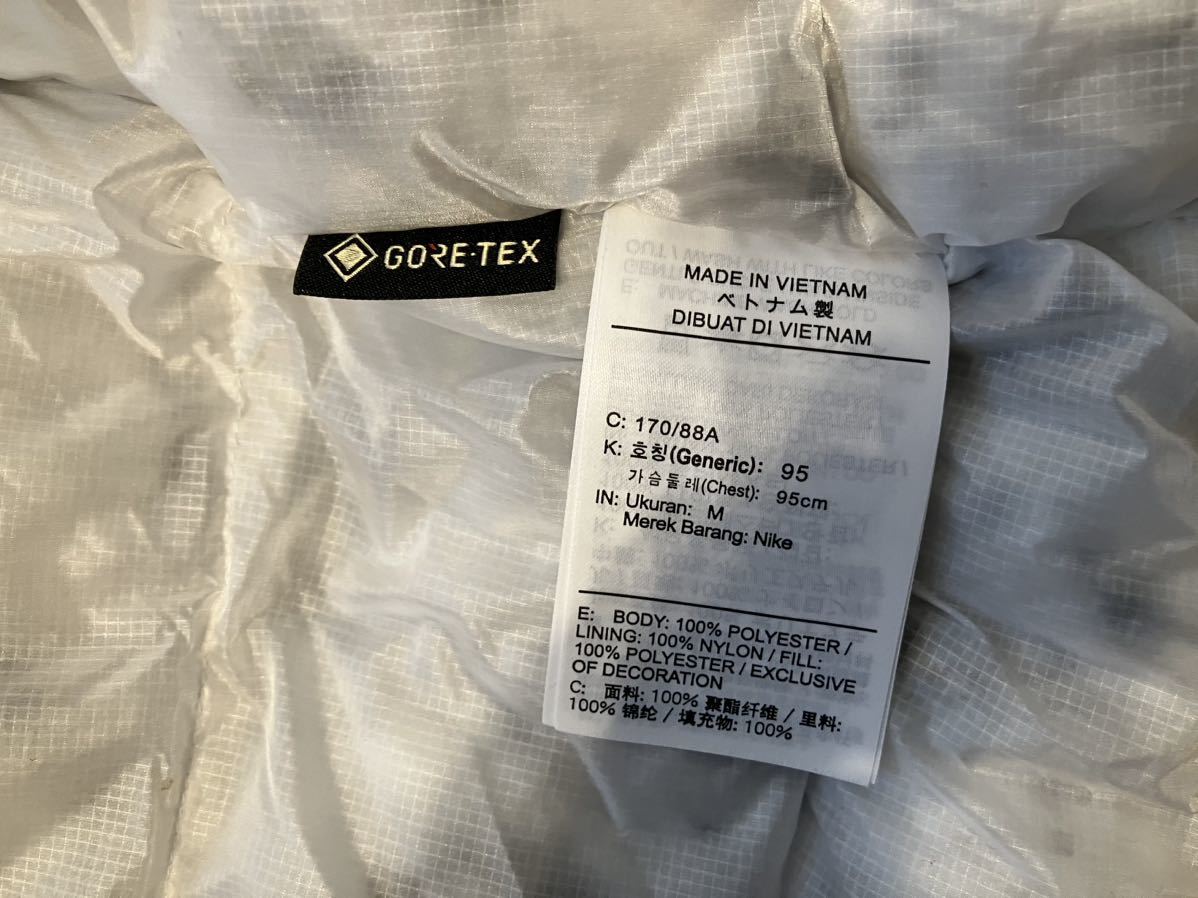 GORE-TEX
MADE IN VIETNAM
ベトナム製
DIBUAT DI VIETNAM
C: 170/88A
K: 호칭(Generic): 95
가슴둘레(Chest): 95cm
IN: Ukuran: M
Merek Barang: Nike
E: BODY: 100% POLYESTER /
LINING: 100% NYLON / FILL:
100% POLYESTER / EXCLUSIVE
OF DECORATION
C: 面料: 100% 聚酯纤维 / 里料:
100% 锦纶 / 填充物: 100%